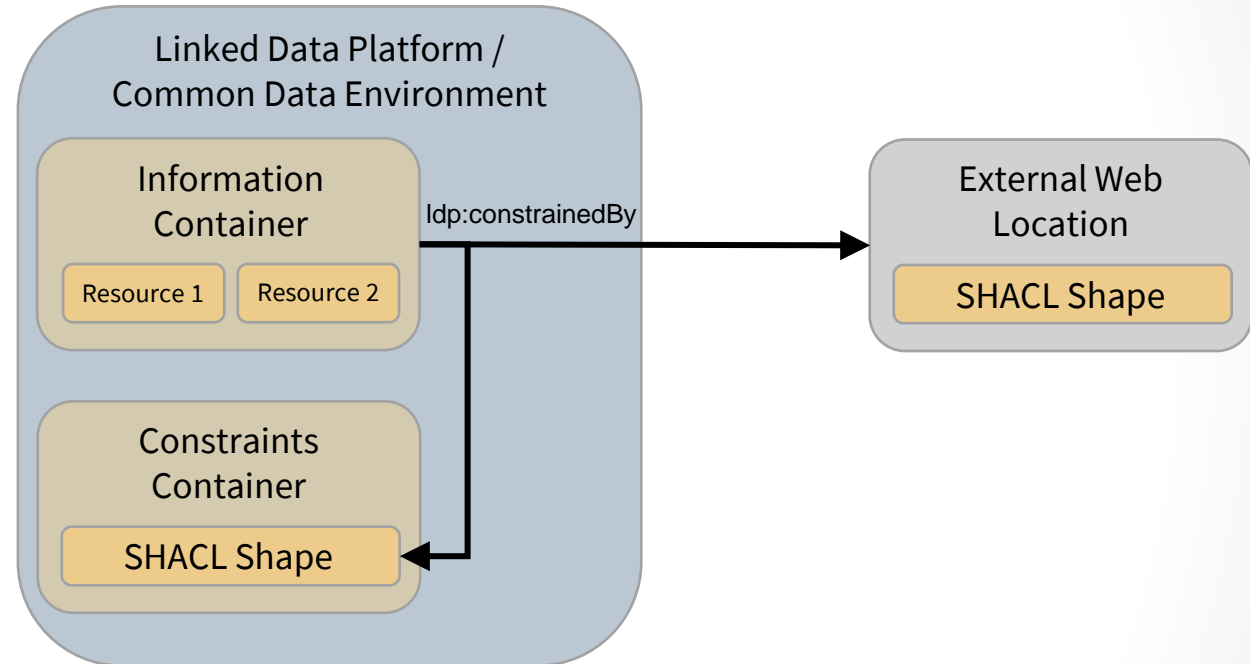 Linked Data Platform /
Common Data Environment
Information
Container
Resource 1
Resource 2
ldp:constrainedBy
External Web
Location
SHACL Shape
Constraints
Container
SHACL Shape